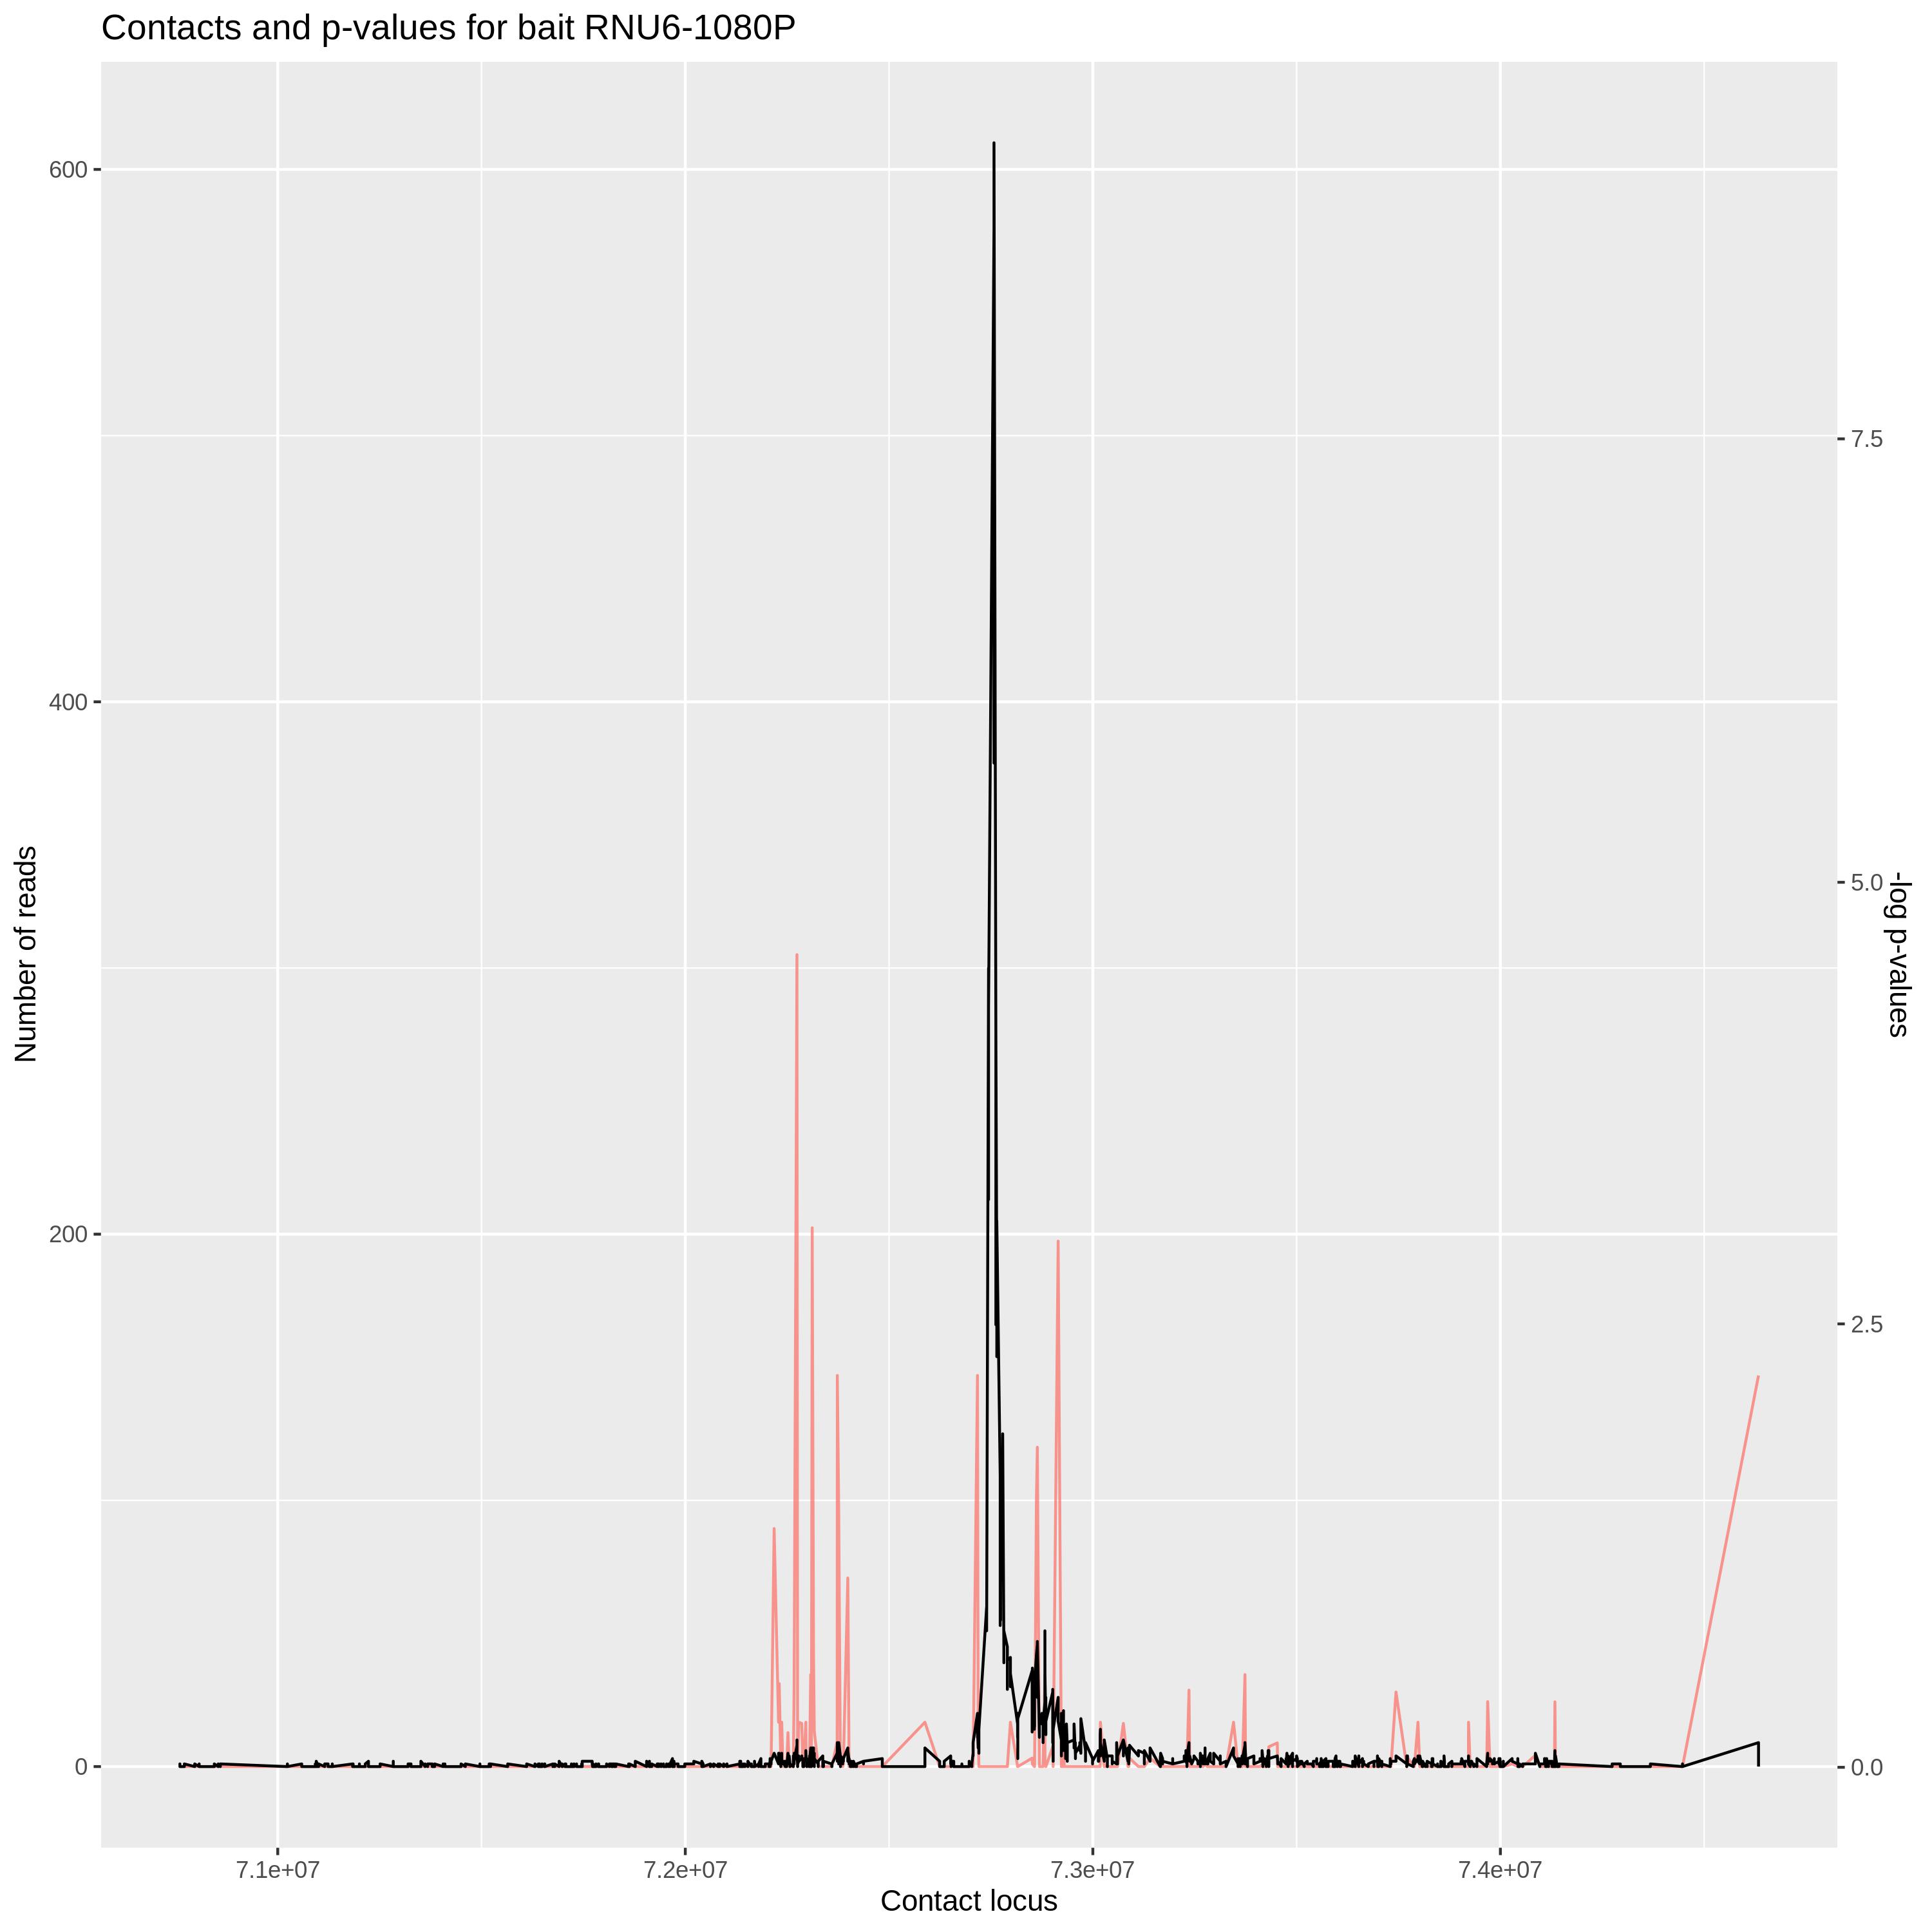 Contacts and p-values for bait RNU6-1080P
600
400
200
0
Number of reads
7.5
5.0
2.5
0.0
-log p-values
7.1e+07
7.2e+07
7.3e+07
7.4e+07
Contact locus